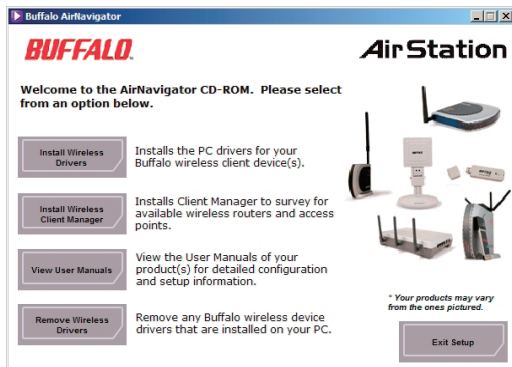 Buffalo AirNavigator
BUFFALO
AirStation
Welcome to the AirNavigator CD-ROM. Please select
from an option below.
Install Wireless
Drivers
Installs the PC drivers for your
Buffalo wireless client device(s).
Install Wireless
Client Manager
Installs Client Manager to survey for
available wireless routers and access
points.
View User Manuals
View the User Manuals of your
product(s) for detailed configuration
and setup information.
Remove Wireless
Drivers
Remove any Buffalo wireless device
drivers that are installed on your PC.
* Your products may vary
from the ones pictured.
Exit Setup